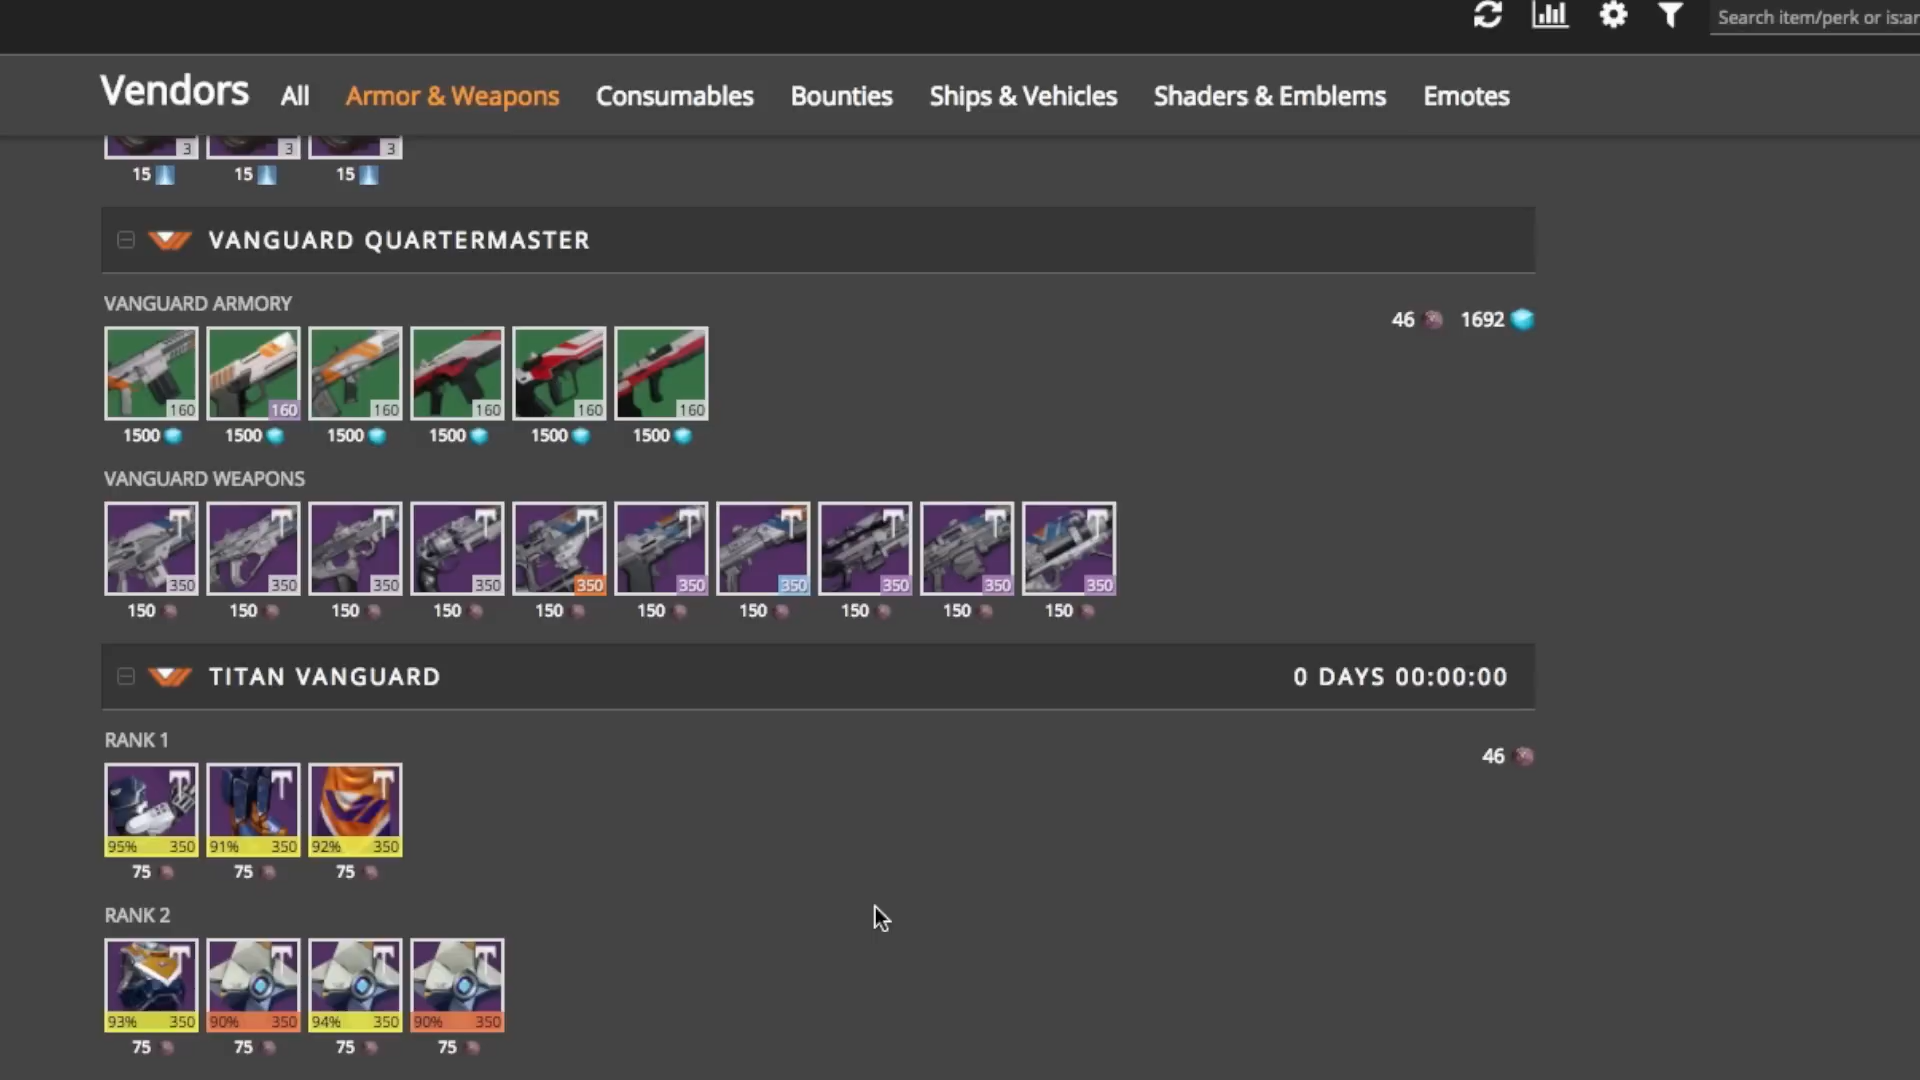 Search item/perk or is:ar
Vendors All Armor & Weapons Consumables Bounties Ships & Vehicles Shaders & Emblems Emotes
3 3 3
15 15 15
VANGUARD QUARTERMASTER
VANGUARD ARMORY
46 1692
160 160 160 160 160 160
1500 1500 1500 1500 1500 1500
VANGUARD WEAPONS
350 350 350 350 350 350 350 350 350 350
150 150 150 150 150 150 150 150 150 150
TITAN VANGUARD 0 DAYS 00:00:00
RANK 1
46
95% 350 91% 350 92% 350
75 75 75
RANK 2
93% 350 90% 350 94% 350 90% 350
75 75 75 75